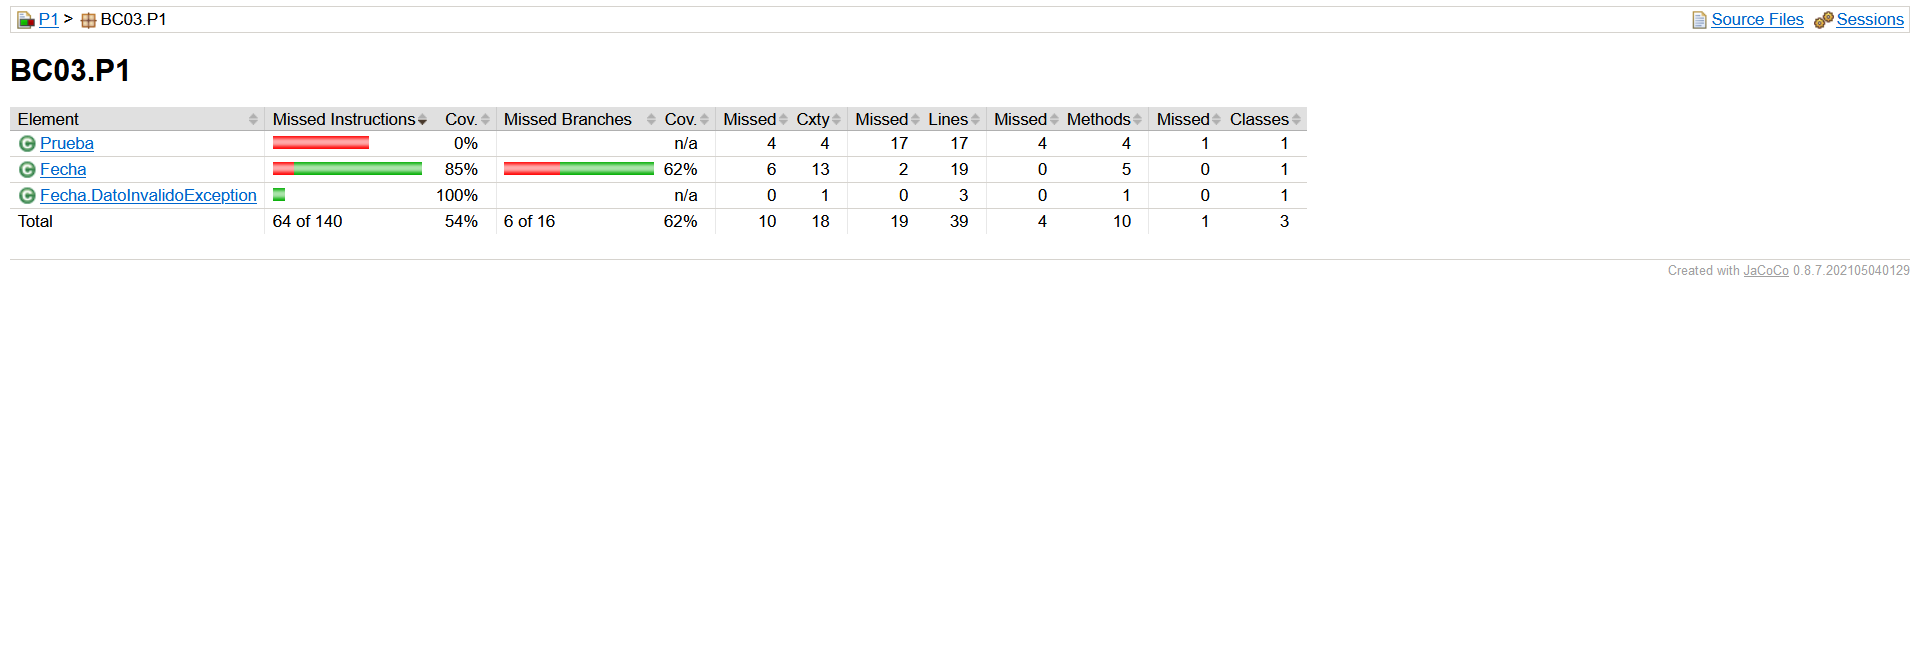 P1 > BC03.P1 Source Files Sessions
BC03.P1
Element Missed Instructions Cov. Missed Branches Cov. Missed Cxty Missed Lines Missed Methods Missed Classes
Prueba 0% n/a 4 4 17 17 4 4 1 1
Fecha 85% 62% 6 13 2 19 0 5 0 1
Fecha.DatoInvalidoException 100% n/a 0 1 0 3 0 1 0 1
Total 64 of 140 54% 6 of 16 62% 10 18 19 39 4 10 1 3
Created with JaCoCo 0.8.7.202105040129